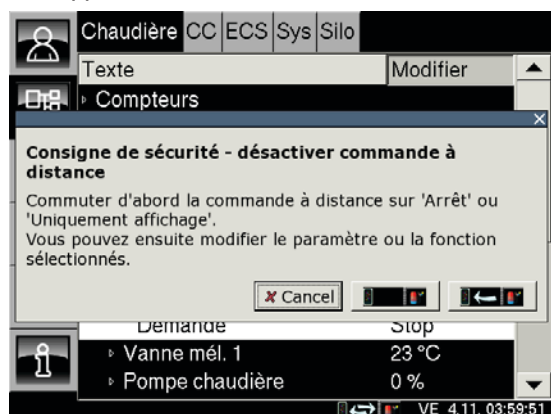 Chaudière CC ECS Sys Silo
Texte Modifier
Compteurs
Consigne de sécurité - désactiver commande à
distance
Commuter d'abord la commande à distance sur 'Arrêt' ou
'Uniquement affichage'.
Vous pouvez ensuite modifier le paramètre ou la fonction
sélectionnés.
Cancel
Demande Stop
Vanne mél. 1 23 °C
Pompe chaudière 0 %
VE 4.11. 03:59:51